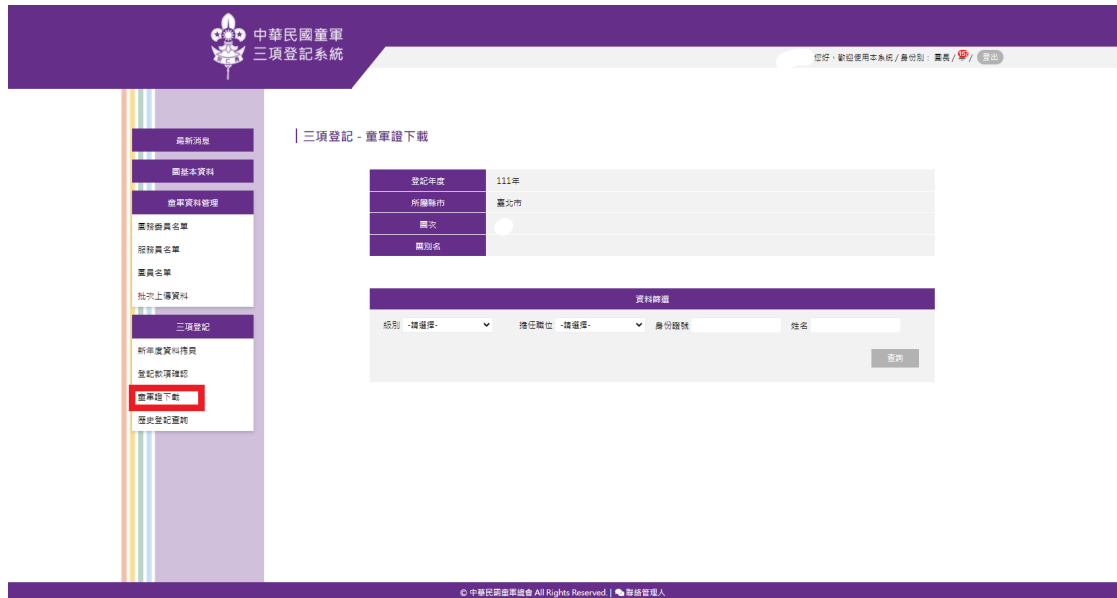 中華民國童軍
三項登記系統
您好，歡迎使用本系統 / 身份別： 團長 / / 登出
最新消息
團基本資料
童軍資料管理
團務委員名單
服務員名單
團員名單
批次上傳資料
三項登記
新年度資料拷貝
登記款項確認
童軍證下載
歷史登記查詢
三項登記 - 童軍證下載
登記年度 111年
所屬縣市 臺北市
團次
團別名
資料篩選
級別 -請選擇- 擔任職位 -請選擇- 身份證號 姓名
查詢
© 中華民國童軍總會 All Rights Reserved. | 聯絡管理人